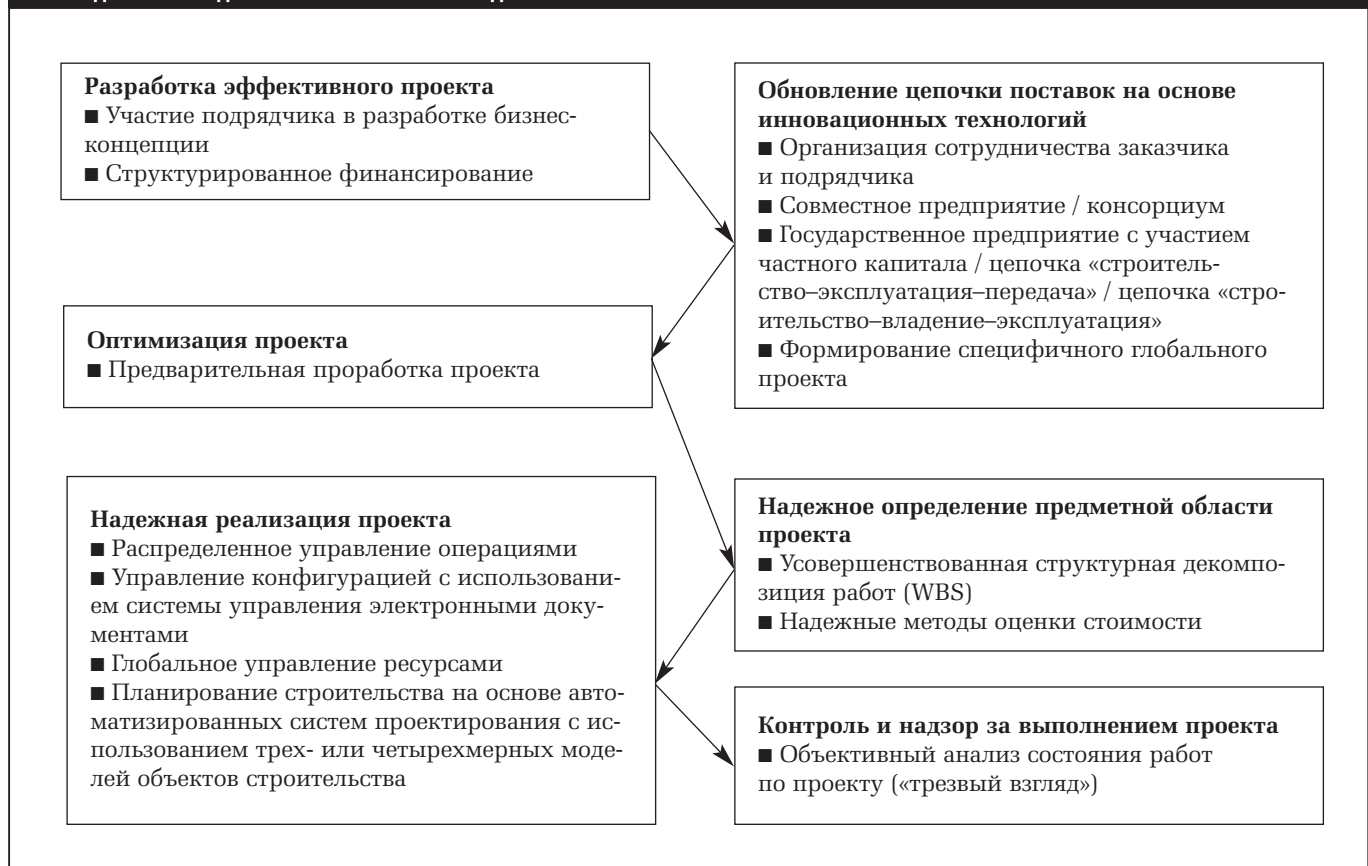 Разработка эффективного проекта
■ Участие подрядчика в разработке бизнес-
концепции
■ Структурированное финансирование
Обновление цепочки поставок на основе
инновационных технологий
■ Организация сотрудничества заказчика
и подрядчика
■ Совместное предприятие / консорциум
■ Государственное предприятие с участием
частного капитала / цепочка «строитель-
ство–эксплуатация–передача» / цепочка «стро-
ительство–владение–эксплуатация»
■ Формирование специфичного глобального
проекта
Оптимизация проекта
■ Предварительная проработка проекта
Надежное определение предметной области
проекта
■ Усовершенствованная структурная декомпо-
зиция работ (WBS)
■ Надежные методы оценки стоимости
Надежная реализация проекта
■ Распределенное управление операциями
■ Управление конфигурацией с использовани-
ем системы управления электронными доку-
ментами
■ Глобальное управление ресурсами
■ Планирование строительства на основе авто-
матизированных систем проектирования с ис-
пользованием трех- или четырехмерных моде-
лей объектов строительства
Контроль и надзор за выполнением проекта
■ Объективный анализ состояния работ
по проекту («трезвый взгляд»)